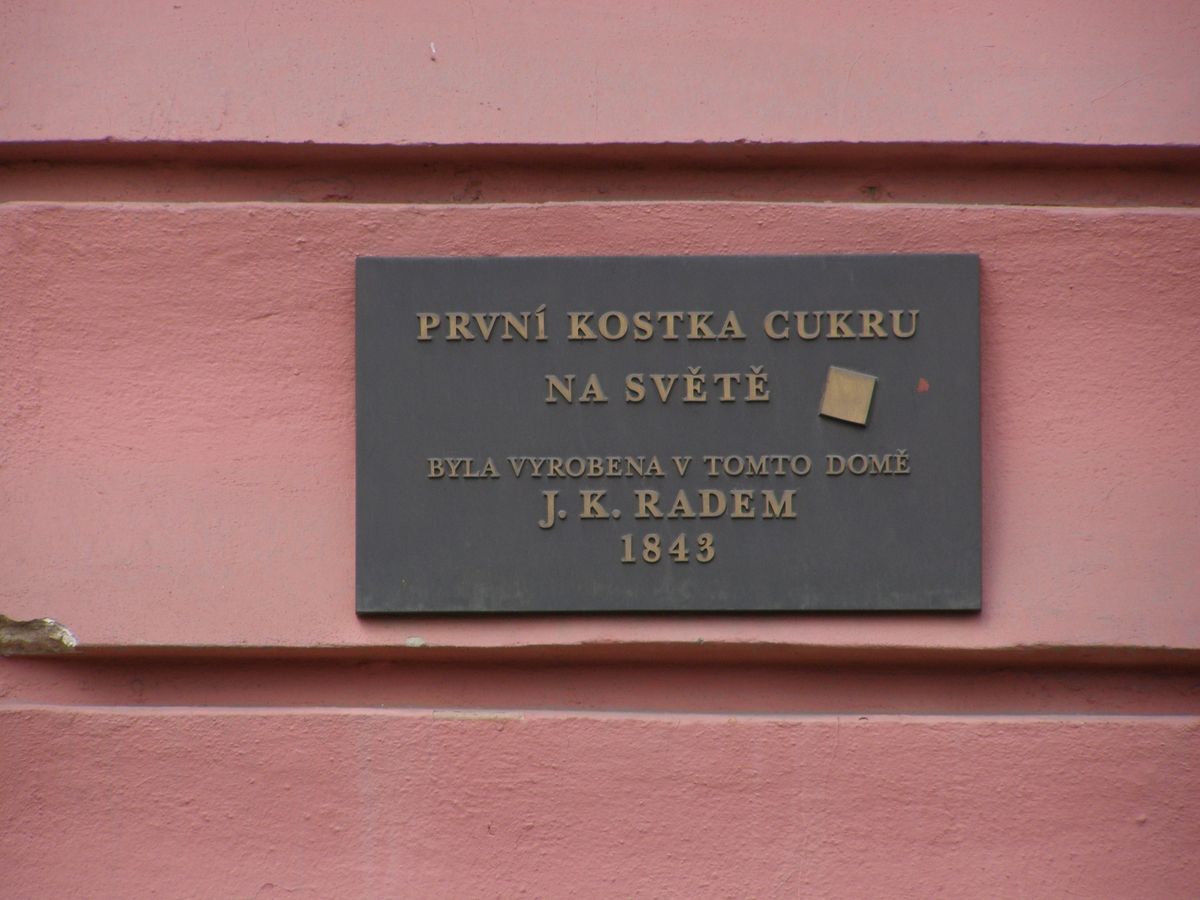 PRVNÍ KOSTKA CUKRU
NA SVĚTĚ
BYLA VYROBENA V TOMTO DOMĚ
J. K. RADEM
1843